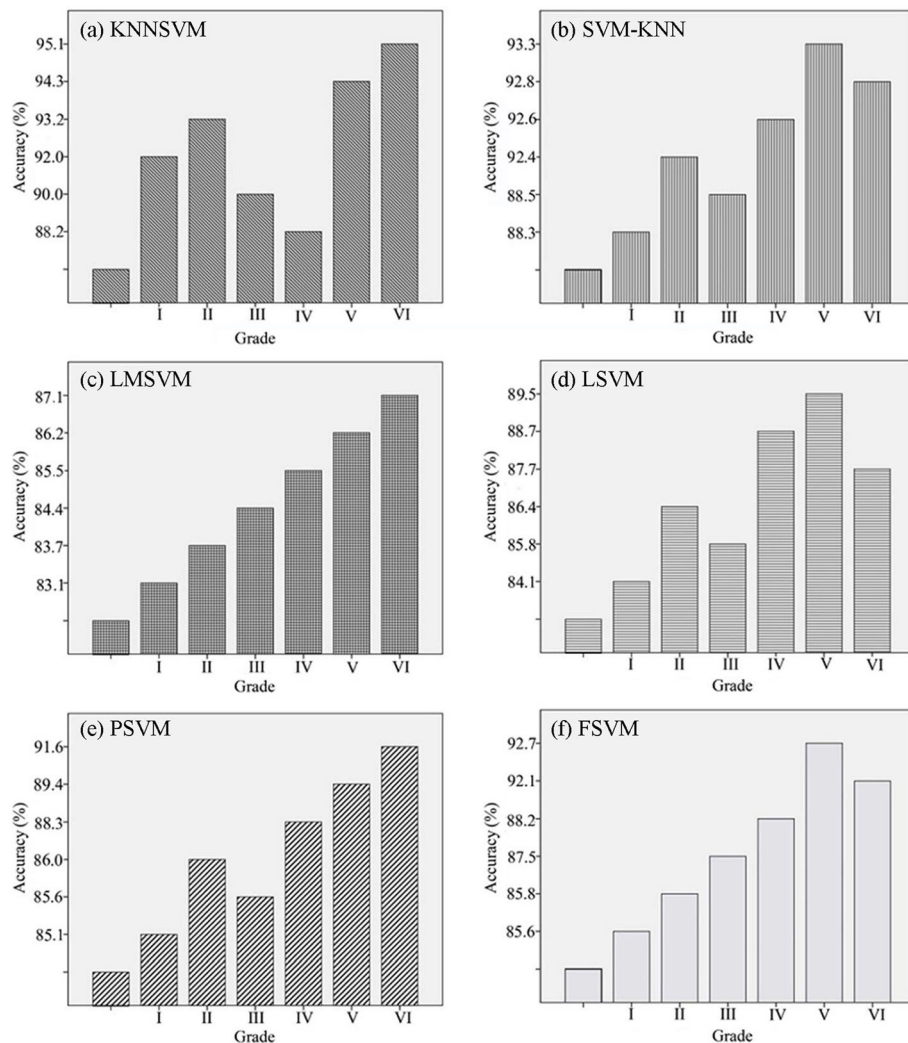 (a) KNNSVM
95.1
94.3
93.2
92.0
90.0
88.2
Accuracy (%)
I II III IV V VI
Grade
(b) SVM-KNN
93.3
92.8
92.6
92.4
88.5
88.3
Accuracy (%)
I II III IV V VI
Grade
(c) LMSVM
87.1
86.2
85.5
84.4
83.7
83.1
Accuracy (%)
I II III IV V VI
Grade
(d) LSVM
89.5
88.7
87.7
86.4
85.8
84.1
Accuracy (%)
I II III IV V VI
Grade
(e) PSVM
91.6
89.4
88.3
86.0
85.6
85.1
Accuracy (%)
I II III IV V VI
Grade
(f) FSVM
92.7
92.1
88.2
87.5
85.8
85.6
Accuracy (%)
I II III IV V VI
Grade